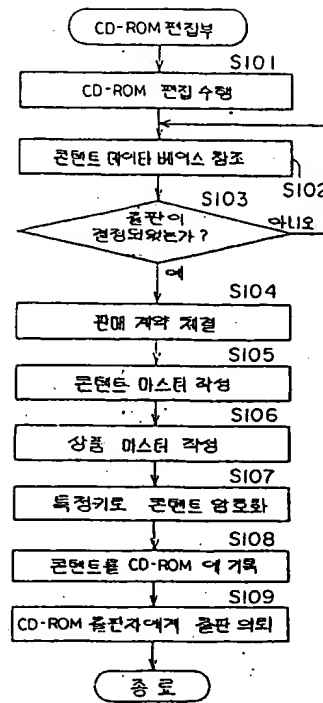 CD-ROM 편집부
S101
CD-ROM 편집 수행
콘텐트 데이타 베이스 참조
S102
S103
출판이
결정되었는가?
아니오
예
S104
판매 계약 체결
S105
콘텐트 마스터 작성
S106
상품 마스터 작성
S107
특정키로 콘텐트 암호화
S108
콘텐트를 CD-ROM 에 기록
S109
CD-ROM 출판자에게 출판 의뢰
종료